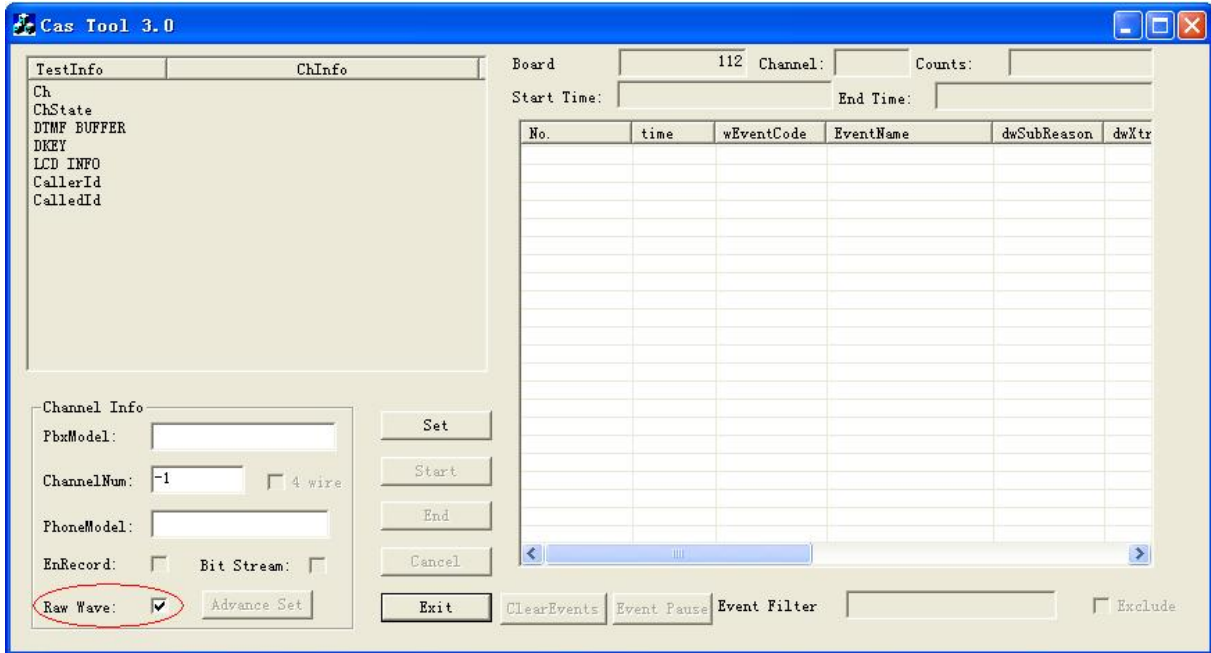 Cas Tool 3.0
TestInfo ChInfo
Ch
ChState
DTMF BUFFER
DKEY
LCD INFO
CallerId
CalledId
Board 112 Channel: Counts:
Start Time: End Time:
No. time wEventCode EventName dwSubReason dwXtr
Channel Info
PbxModel:
ChannelNum: -1 4 wire
PhoneModel:
EnRecord: Bit Stream:
Raw Wave: Advance Set
Set
Start
End
Cancel
Exit
ClearEvents Event Pause Event Filter Exclude